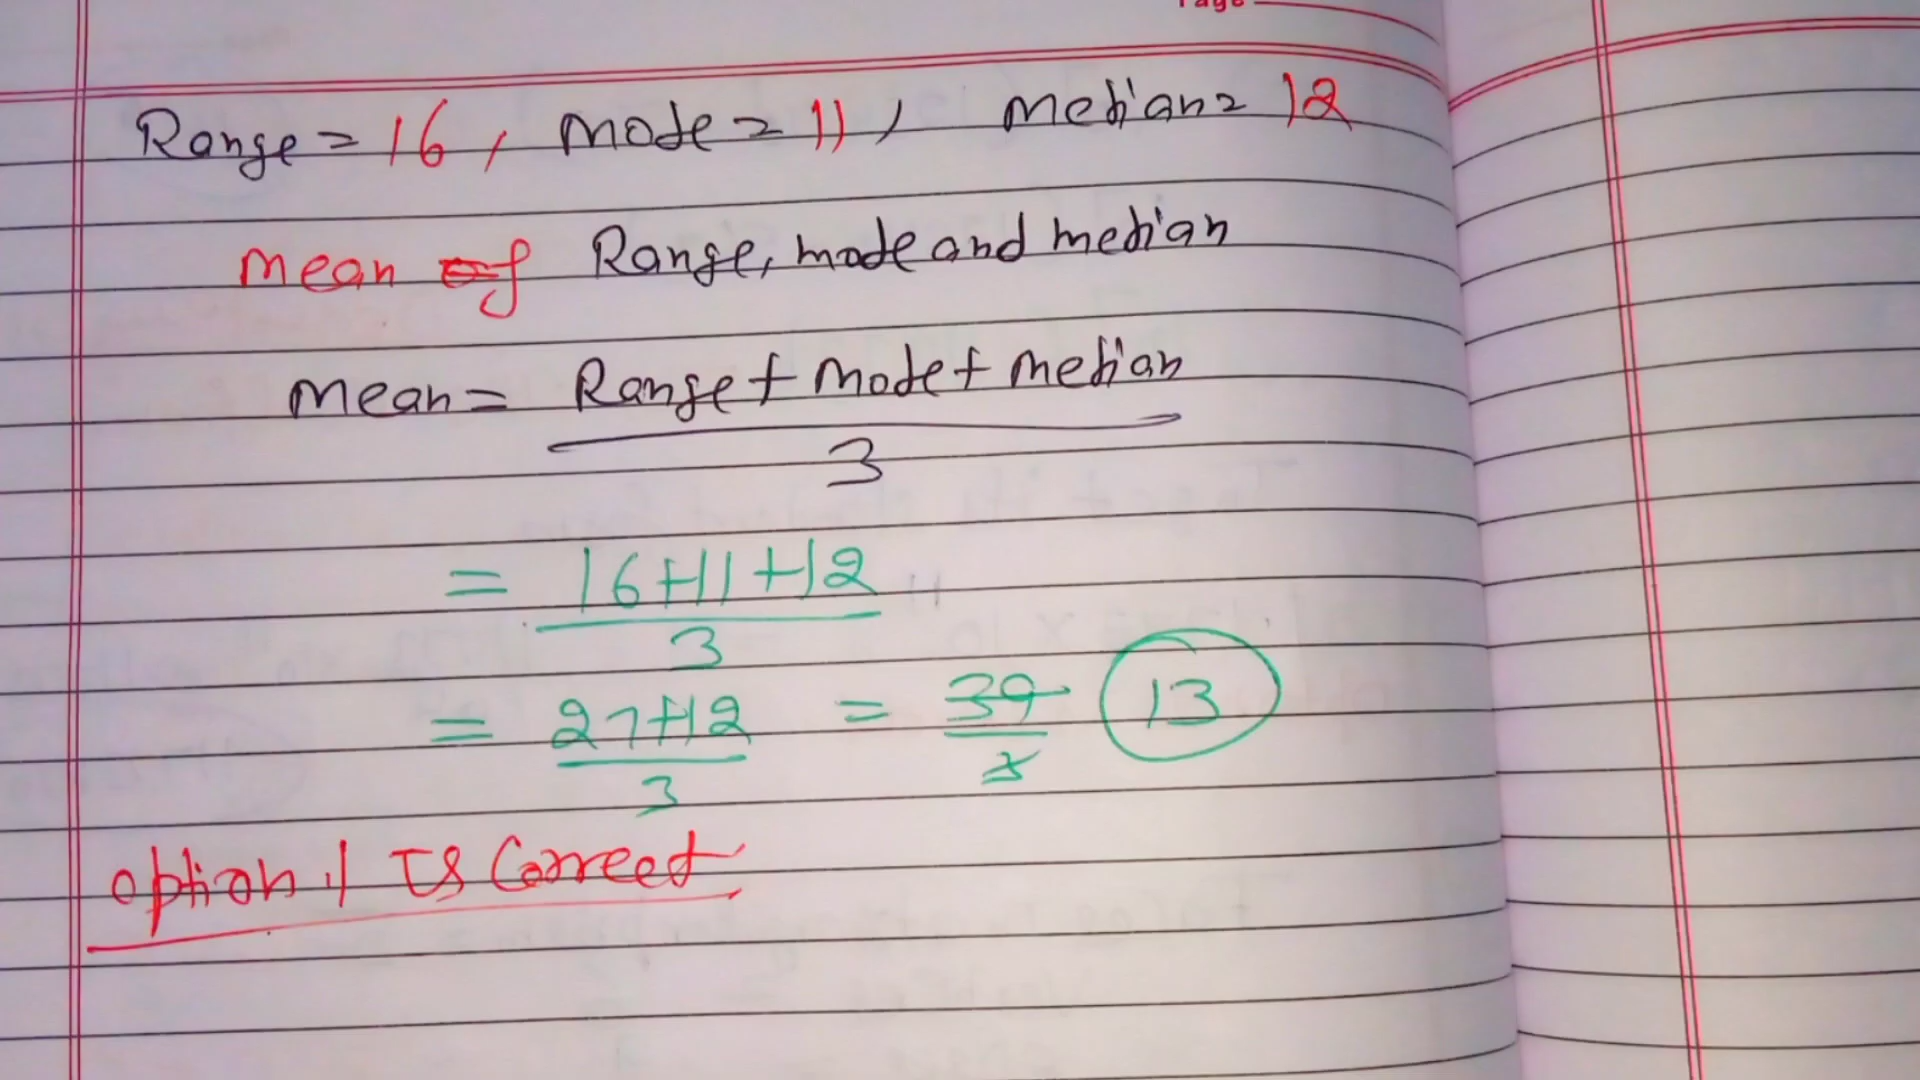 Page
Range = 16, mode = 11, median = 12
mean of Range, mode and median
mean = Range + mode + median
3
= 16+11+12
3
= 27+12 = 39 13
3 3
option 1 Is Correct